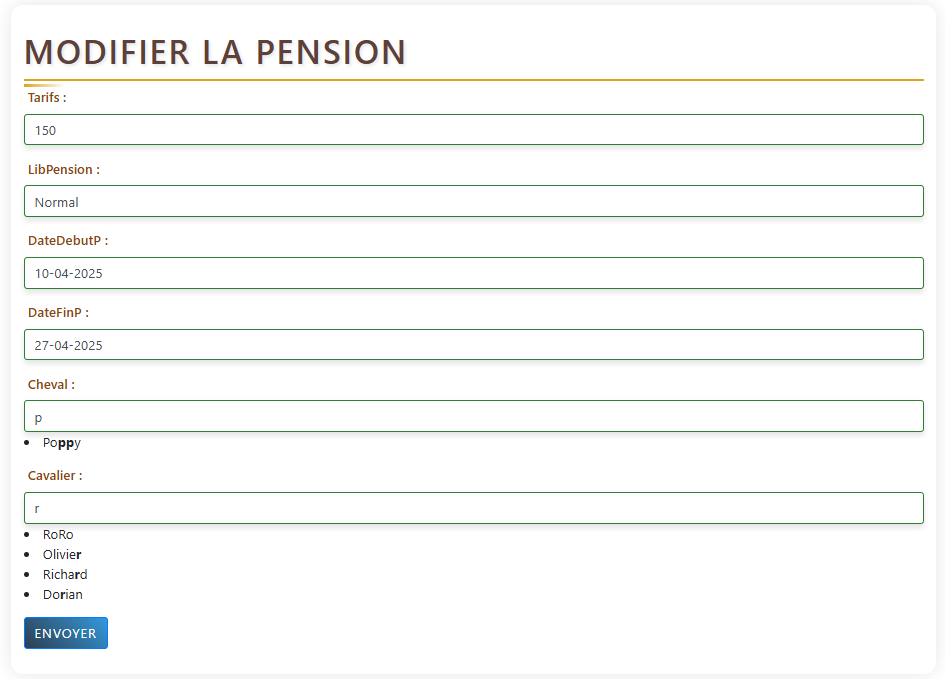 MODIFIER LA PENSION
Tarifs :
150
LibPension :
Normal
DateDebutP :
10-04-2025
DateFinP :
27-04-2025
Cheval :
p
Poppy
Cavalier :
r
RoRo
Olivier
Richard
Dorian
ENVOYER